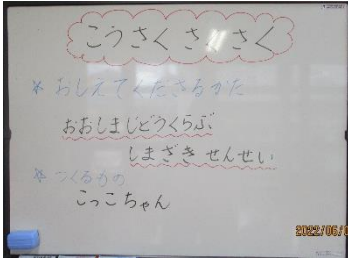 こうさくささく
* おしえてくださるかた
おおしまじどうくらぶ
しまざきせんせい
* つくるもの
こっこちゃん